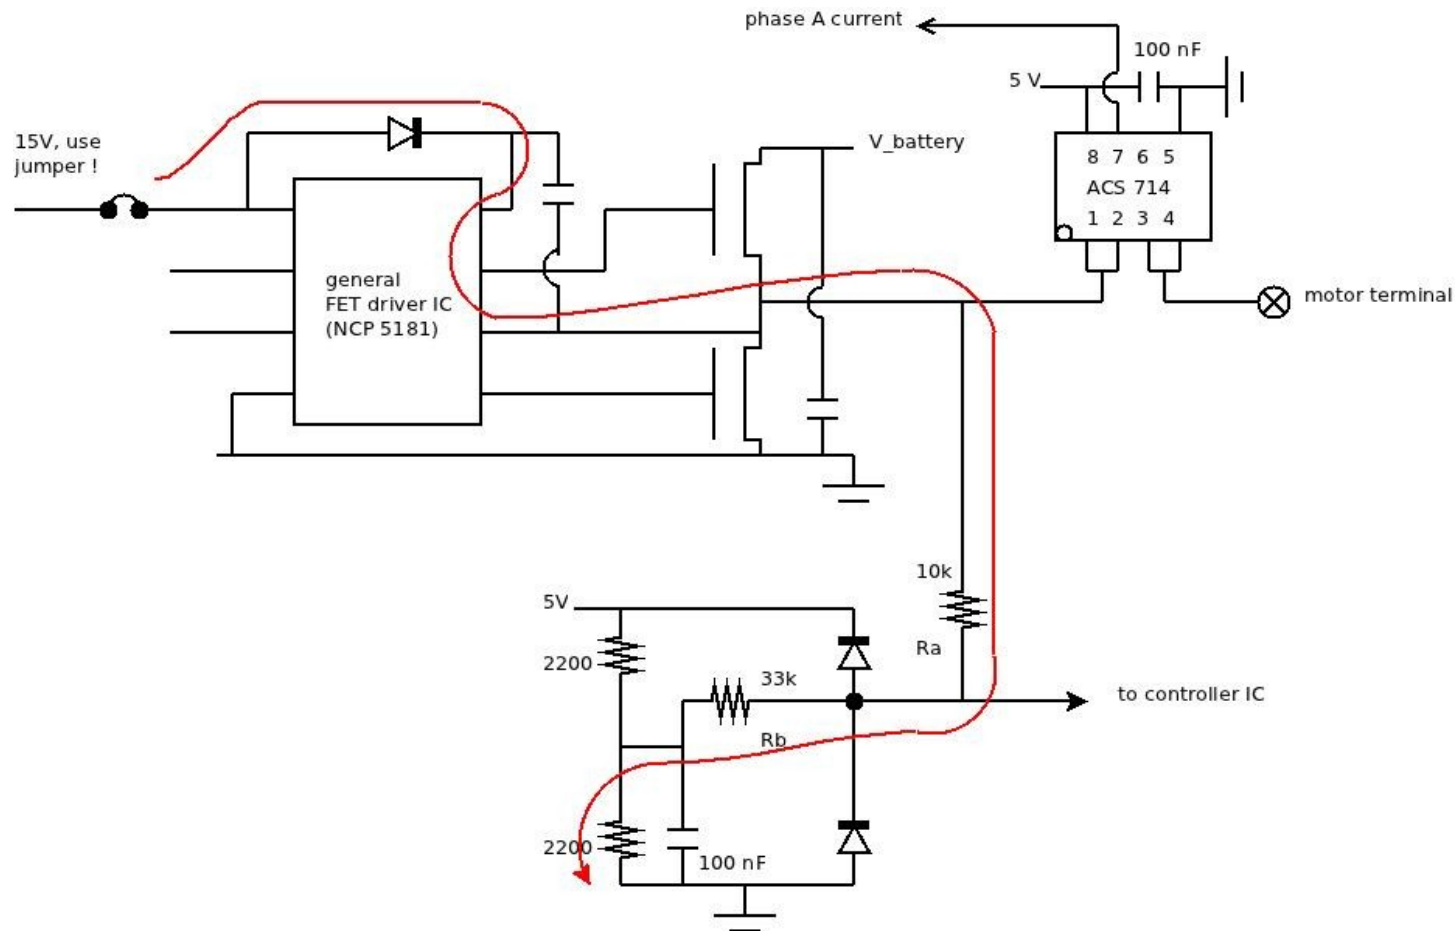 phase A current
100 nF
5 V
15V, use
jumper !
V_battery
8 7 6 5
ACS 714
1 2 3 4
general
FET driver IC
(NCP 5181)
motor terminal
10k
5V
Ra
2200
33k
to controller IC
Rb
2200
100 nF